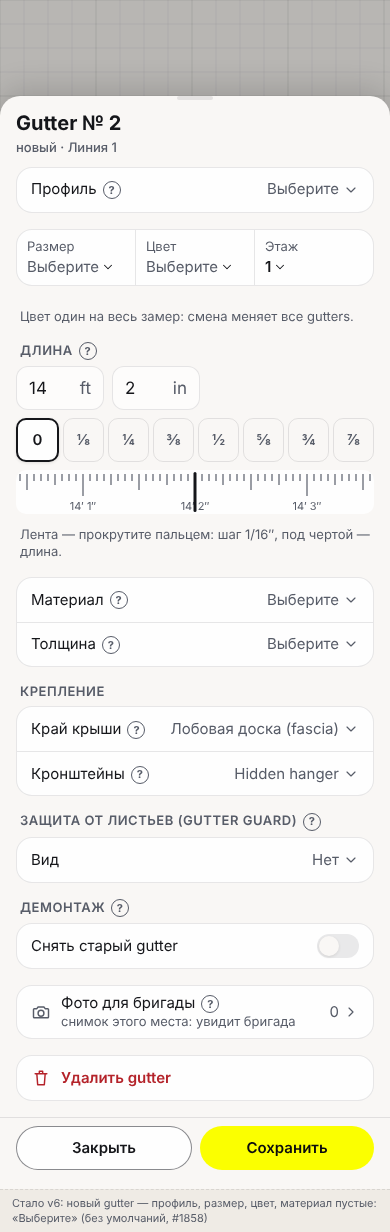 Gutter № 2
новый · Линия 1
Профиль ? Выберите
Размер Цвет Этаж
Выберите Выберите 1
Цвет один на весь замер: смена меняет все gutters.
ДЛИНА ?
14 ft 2 in
0 ⅛ ¼ ⅜ ½ ⅝ ¾ ⅞
14′ 1″ 14′ 2″ 14′ 3″
Лента — прокрутите пальцем: шаг 1/16″, под чертой —
длина.
Материал ? Выберите
Толщина ? Выберите
КРЕПЛЕНИЕ
Край крыши ? Лобовая доска (fascia)
Кронштейны ? Hidden hanger
ЗАЩИТА ОТ ЛИСТЬЕВ (GUTTER GUARD) ?
Вид Нет
ДЕМОНТАЖ ?
Снять старый gutter
Фото для бригады ? 0
снимок этого места: увидит бригада
Удалить gutter
Закрыть Сохранить
Стало v6: новый gutter — профиль, размер, цвет, материал пустые:
«Выберите» (без умолчаний, #1858)